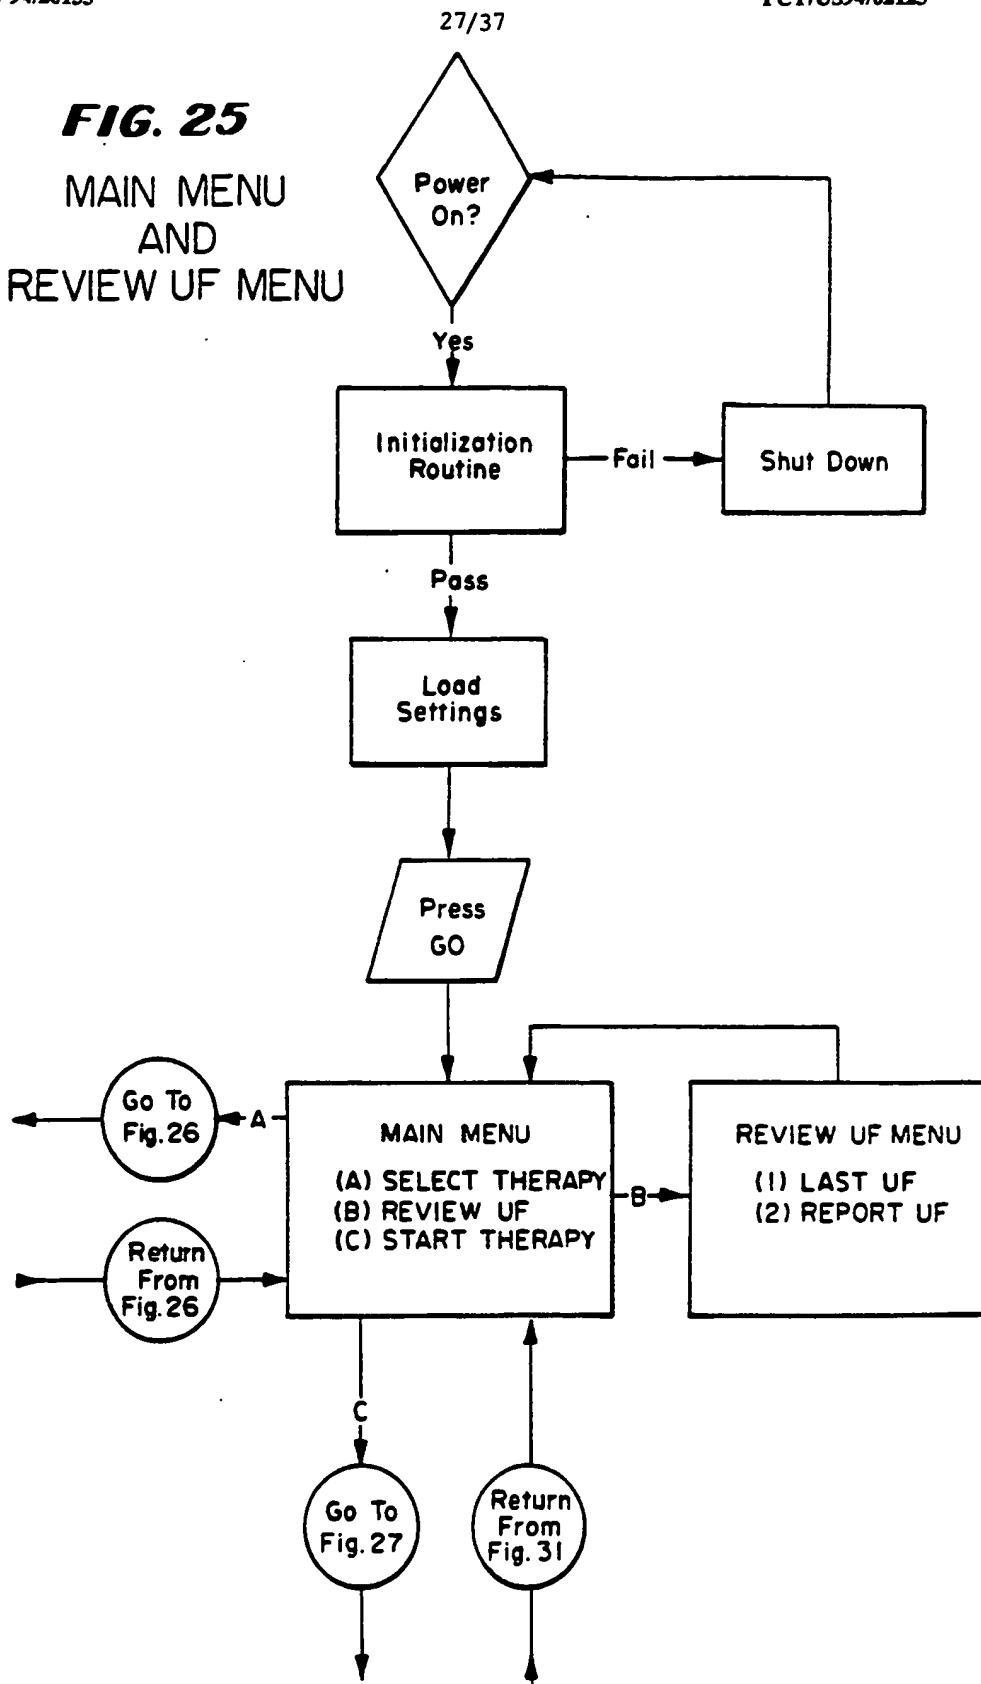 27/37
FIG. 25
MAIN MENU
AND
REVIEW UF MENU
Power
On?
Yes
Initialization
Routine
Fail
Shut Down
Pass
Load
Settings
Press
GO
Go To
Fig. 26
A
MAIN MENU
(A) SELECT THERAPY
(B) REVIEW UF
(C) START THERAPY
B
REVIEW UF MENU
(1) LAST UF
(2) REPORT UF
Return
From
Fig. 26
C
Go To
Fig. 27
Return
From
Fig. 31